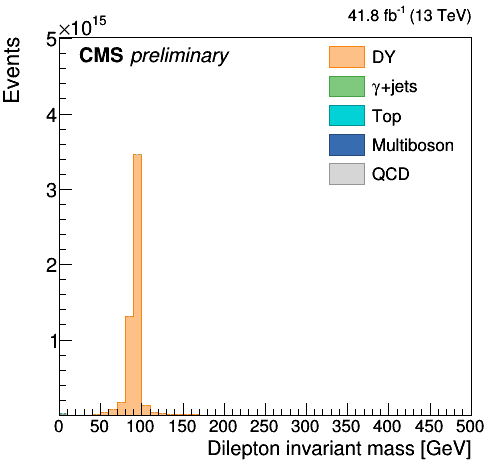 41.8 fb⁻¹ (13 TeV)
×10¹⁵
CMS preliminary
Events
DY
γ+jets
Top
Multiboson
QCD
5
4
3
2
1
0 50 100 150 200 250 300 350 400 450 500
Dilepton invariant mass [GeV]